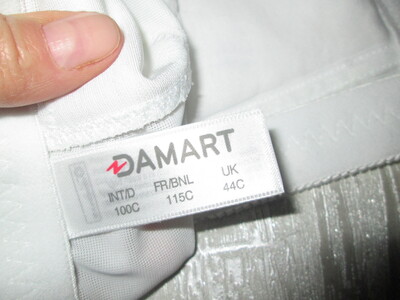 DAMART
INT/D FR/BNL UK
100C 115C 44C